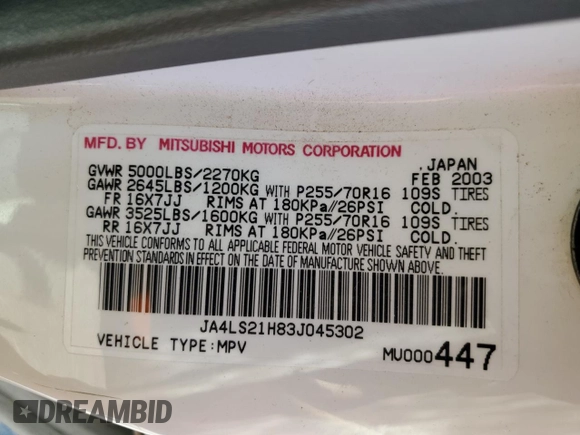 MFD. BY MITSUBISHI MOTORS CORPORATION
JAPAN
GVWR 5000LBS/2270KG FEB 2003
GAWR 2645LBS/1200KG WITH P255/70R16 109S TIRES
FR 16X7JJ RIMS AT 180KPa//26PSI COLD.
GAWR 3525LBS/1600KG WITH P255/70R16 109S TIRES
RR 16X7JJ RIMS AT 180KPa//26PSI COLD.
THIS VEHICLE CONFORMS TO ALL APPLICABLE FEDERAL MOTOR VEHICLE SAFETY AND THEFT
PREVENTION STANDARDS IN EFFECT ON THE DATE OF MANUFACTURE SHOWN ABOVE.
JA4LS21H83J045302
VEHICLE TYPE:MPV MU000447
DREAMBID